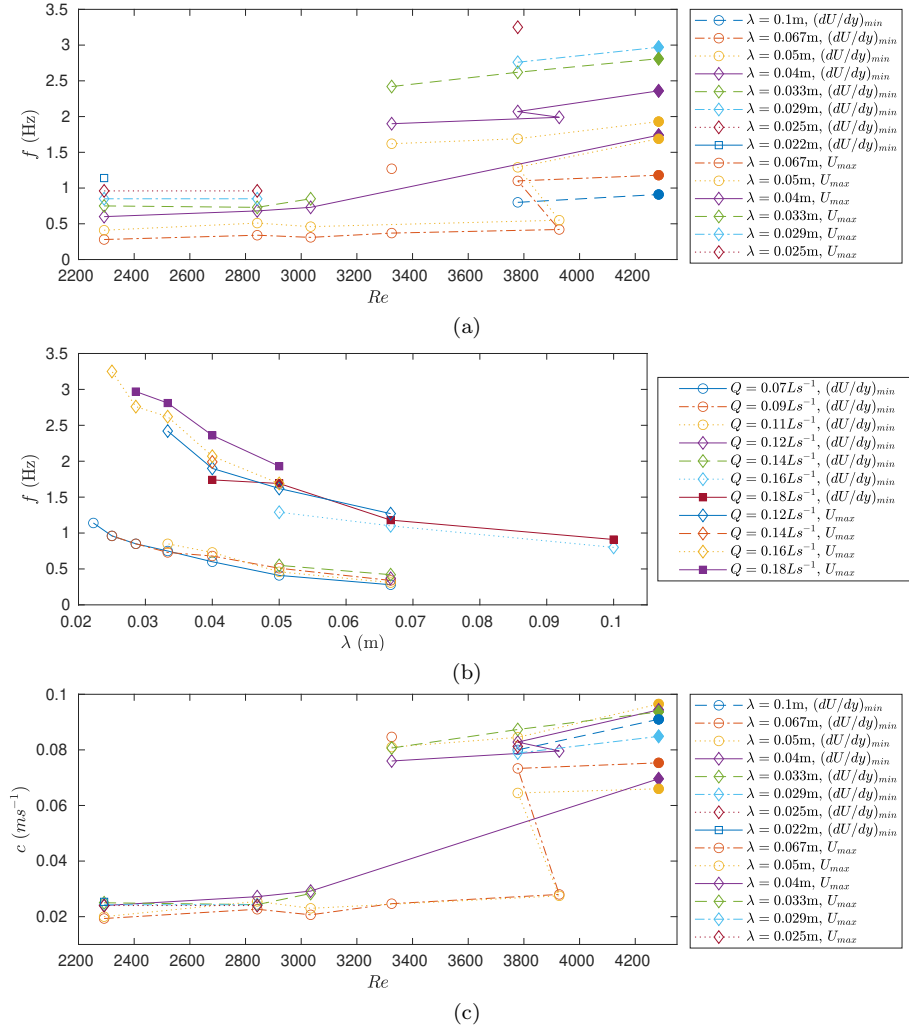 3.5
3
2.5
2
1.5
1
0.5
0
f (Hz)
2200 2400 2600 2800 3000 3200 3400 3600 3800 4000 4200
Re
λ = 0.1m, (dU/dy)min
λ = 0.067m, (dU/dy)min
λ = 0.05m, (dU/dy)min
λ = 0.04m, (dU/dy)min
λ = 0.033m, (dU/dy)min
λ = 0.029m, (dU/dy)min
λ = 0.025m, (dU/dy)min
λ = 0.022m, (dU/dy)min
λ = 0.067m, Umax
λ = 0.05m, Umax
λ = 0.04m, Umax
λ = 0.033m, Umax
λ = 0.029m, Umax
λ = 0.025m, Umax
(a)
3.5
3
2.5
2
1.5
1
0.5
0
f (Hz)
0.02 0.03 0.04 0.05 0.06 0.07 0.08 0.09 0.1
λ (m)
Q = 0.07Ls⁻¹, (dU/dy)min
Q = 0.09Ls⁻¹, (dU/dy)min
Q = 0.11Ls⁻¹, (dU/dy)min
Q = 0.12Ls⁻¹, (dU/dy)min
Q = 0.14Ls⁻¹, (dU/dy)min
Q = 0.16Ls⁻¹, (dU/dy)min
Q = 0.18Ls⁻¹, (dU/dy)min
Q = 0.12Ls⁻¹, Umax
Q = 0.14Ls⁻¹, Umax
Q = 0.16Ls⁻¹, Umax
Q = 0.18Ls⁻¹, Umax
(b)
0.1
0.08
0.06
0.04
0.02
c (ms⁻¹)
2200 2400 2600 2800 3000 3200 3400 3600 3800 4000 4200
Re
λ = 0.1m, (dU/dy)min
λ = 0.067m, (dU/dy)min
λ = 0.05m, (dU/dy)min
λ = 0.04m, (dU/dy)min
λ = 0.033m, (dU/dy)min
λ = 0.029m, (dU/dy)min
λ = 0.025m, (dU/dy)min
λ = 0.022m, (dU/dy)min
λ = 0.067m, Umax
λ = 0.05m, Umax
λ = 0.04m, Umax
λ = 0.033m, Umax
λ = 0.029m, Umax
λ = 0.025m, Umax
(c)